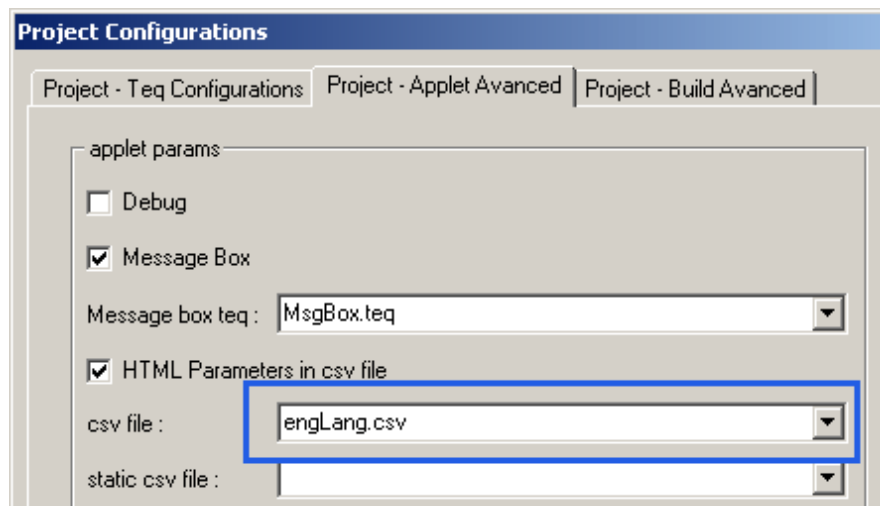 Project Configurations
Project - Teq Configurations Project - Applet Avanced Project - Build Avanced
applet params
Debug
Message Box
Message box teq : MsgBox.teq
HTML Parameters in csv file
csv file : engLang.csv
static csv file :